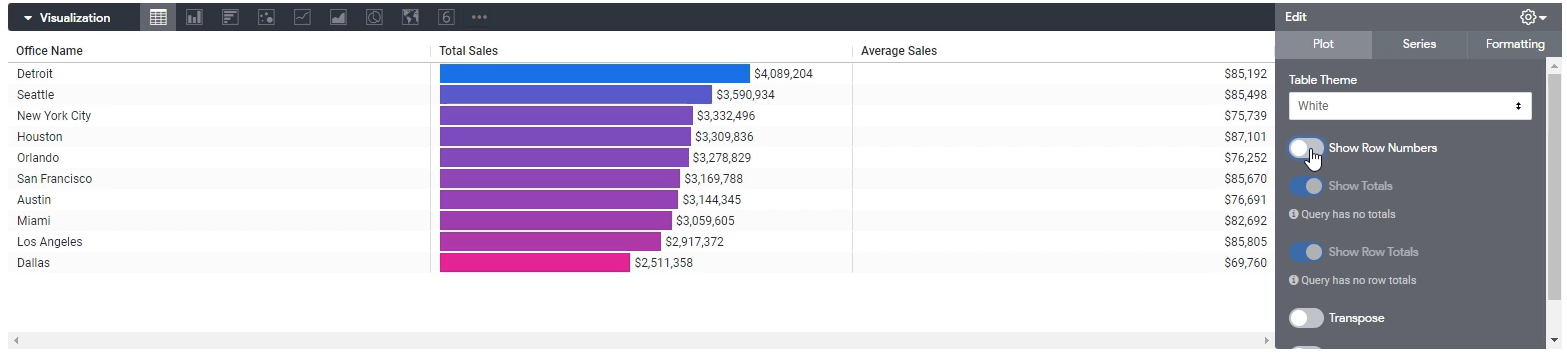 Visualization 6 Edit
Office Name Total Sales Average Sales
Detroit $4,089,204 $85,192
Seattle $3,590,934 $85,498
New York City $3,332,496 $75,739
Houston $3,309,836 $87,101
Orlando $3,278,829 $76,252
San Francisco $3,169,788 $85,670
Austin $3,144,345 $76,691
Miami $3,059,605 $82,692
Los Angeles $2,917,372 $85,805
Dallas $2,511,358 $69,760
Plot Series Formatting
Table Theme
White
Show Row Numbers
Show Totals
Query has no totals
Show Row Totals
Query has no row totals
Transpose